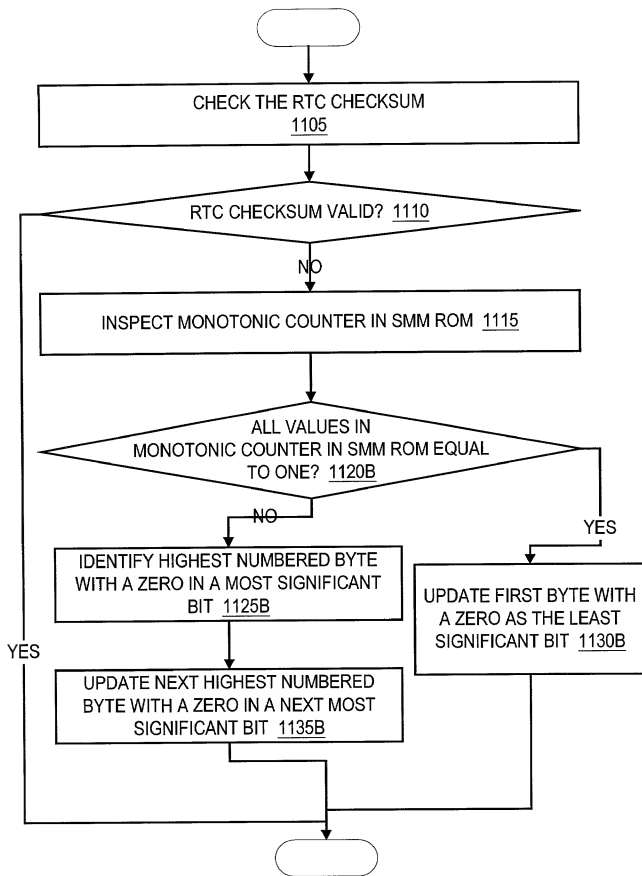 CHECK THE RTC CHECKSUM
1105
RTC CHECKSUM VALID? 1110
NO
INSPECT MONOTONIC COUNTER IN SMM ROM 1115
ALL VALUES IN
MONOTONIC COUNTER IN SMM ROM EQUAL
TO ONE? 1120B
NO
YES
IDENTIFY HIGHEST NUMBERED BYTE
WITH A ZERO IN A MOST SIGNIFICANT
BIT 1125B
UPDATE FIRST BYTE WITH
A ZERO AS THE LEAST
SIGNIFICANT BIT 1130B
YES
UPDATE NEXT HIGHEST NUMBERED
BYTE WITH A ZERO IN A NEXT MOST
SIGNIFICANT BIT 1135B